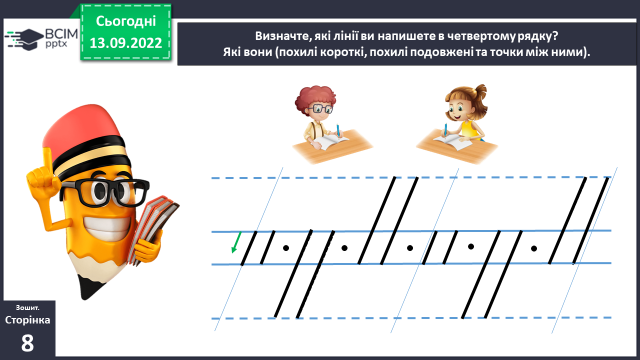 ВСІМ
pptx
Сьогодні
13.09.2022
Визначте, які лінії ви напишете в четвертому рядку?
Які вони (похилі короткі, похилі подовжені та точки між ними).
Зошит.
Сторінка
8